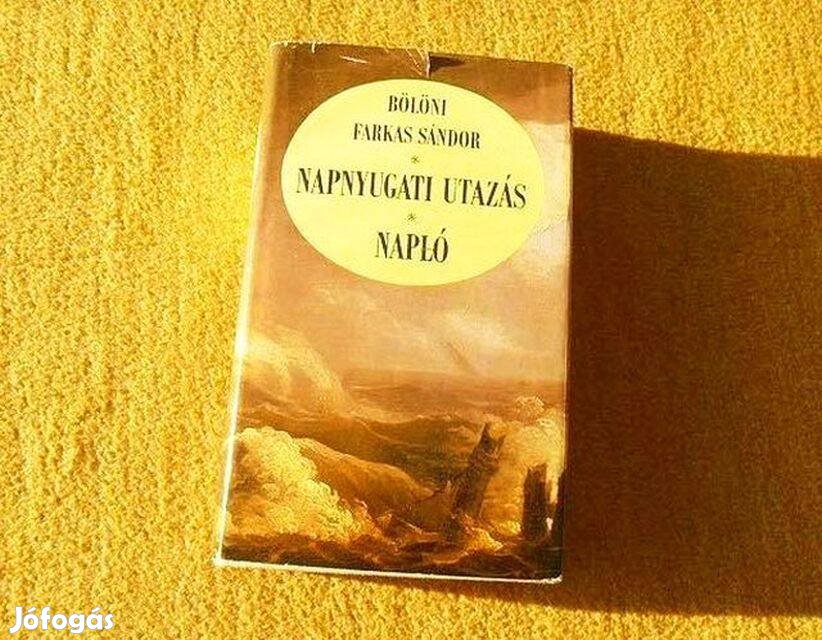 BÖLÖNI
FARKAS SÁNDOR
*
NAPNYUGATI UTAZÁS
*
NAPLÓ
Jófogás